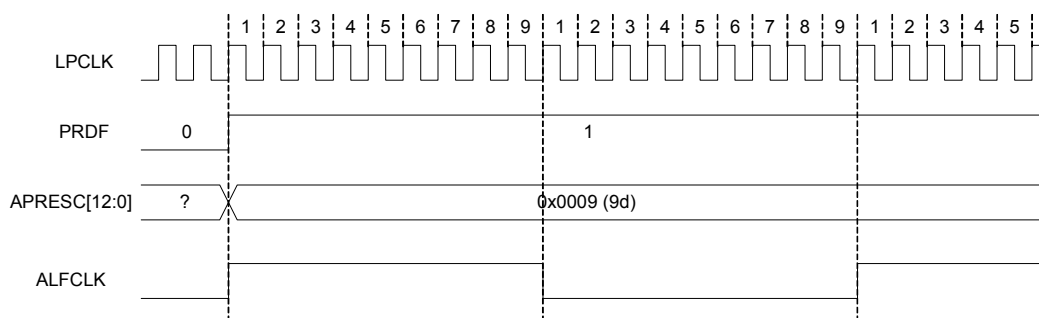 1 2 3 4 5 6 7 8 9 1 2 3 4 5 6 7 8 9 1 2 3 4 5
LPCLK
PRDF 0 1
APRESC[12:0] ? 0x0009 (9d)
ALFCLK